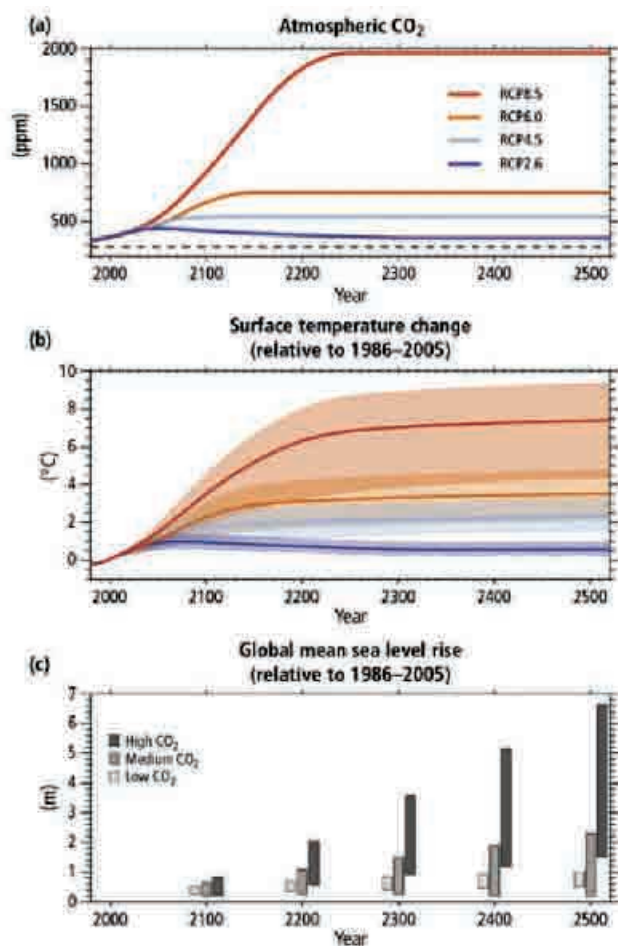 (a)
Atmospheric CO₂
2000
1500
1000
500
(ppm)
RCP8.5
RCP6.0
RCP4.5
RCP2.6
2000 2100 2200 2300 2400 2500
Year
(b)
Surface temperature change
(relative to 1986–2005)
10
8
6
4
2
0
(°C)
2000 2100 2200 2300 2400 2500
Year
(c)
Global mean sea level rise
(relative to 1986–2005)
7
6
5
4
3
2
1
0
(m)
High CO₂
Medium CO₂
Low CO₂
2000 2100 2200 2300 2400 2500
Year